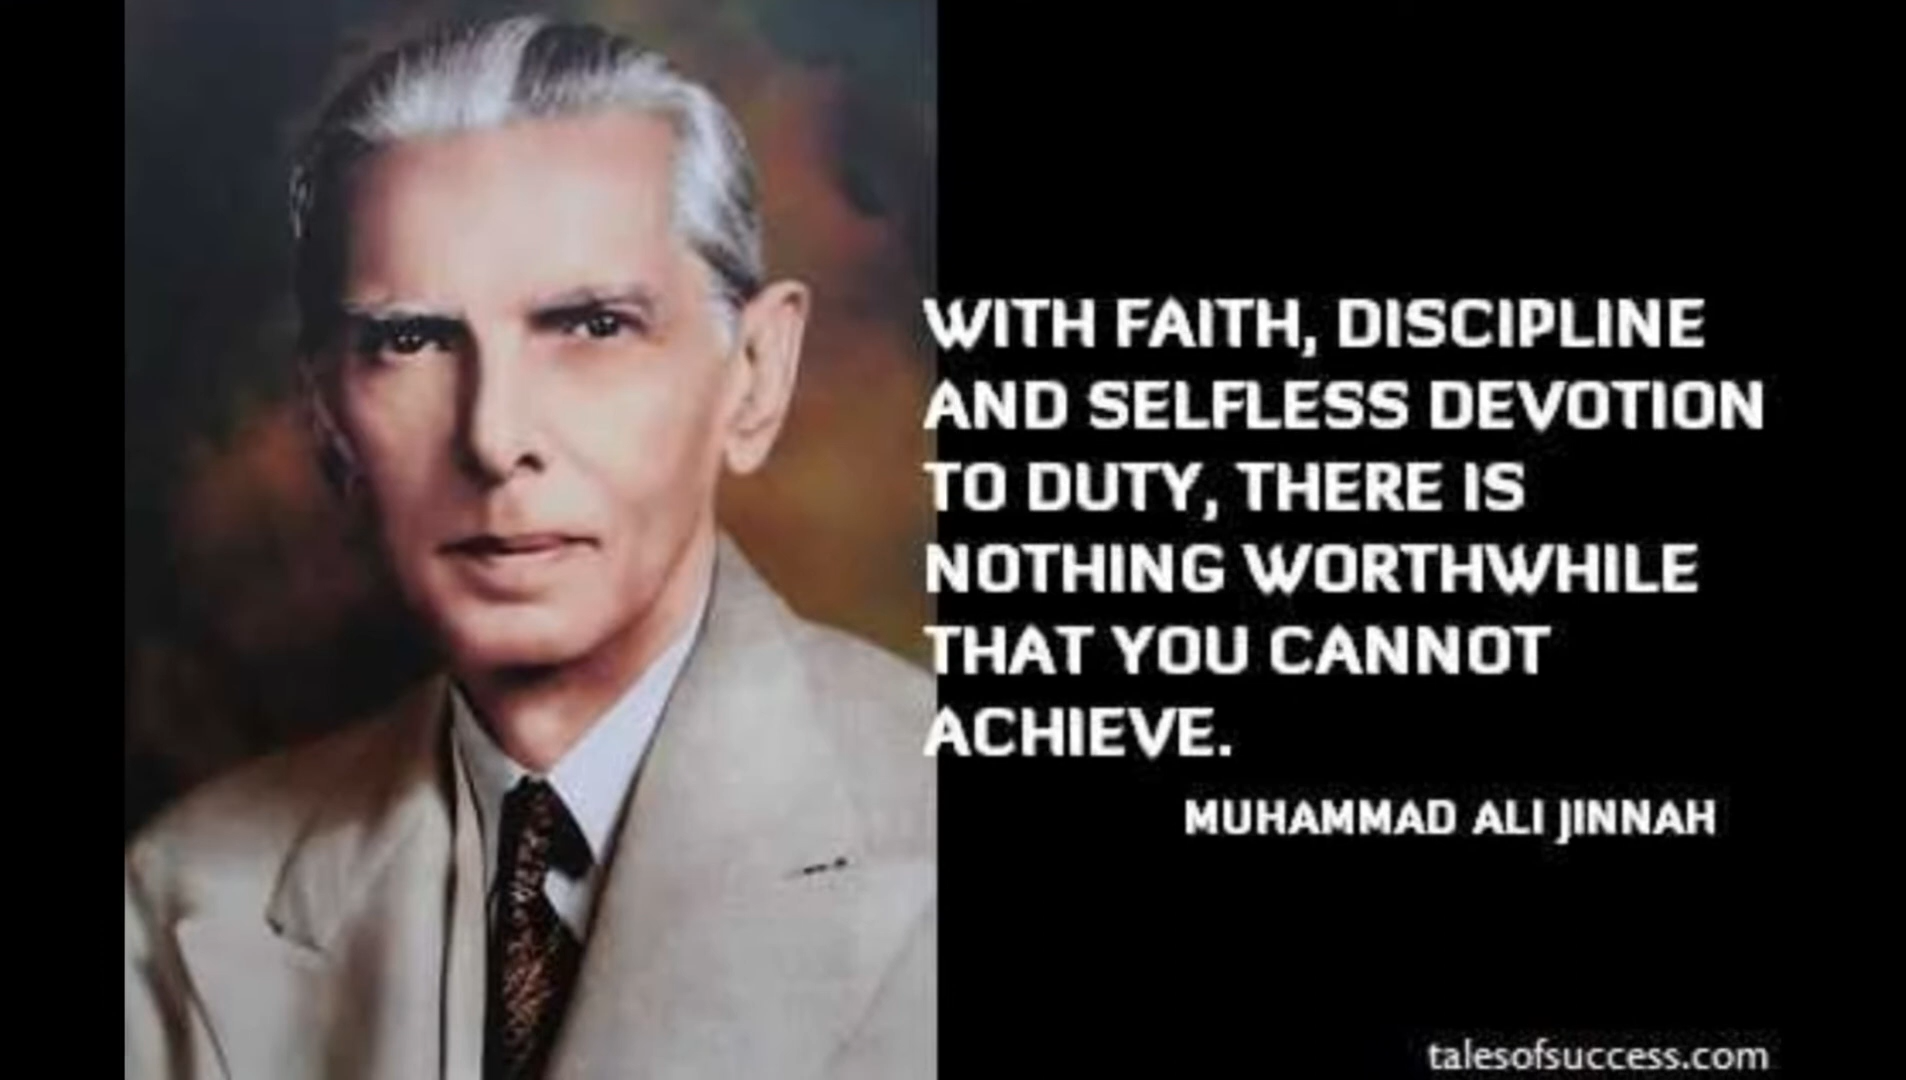 WITH FAITH, DISCIPLINE
AND SELFLESS DEVOTION
TO DUTY, THERE IS
NOTHING WORTHWHILE
THAT YOU CANNOT
ACHIEVE.
MUHAMMAD ALI JINNAH
talesofsuccess.com